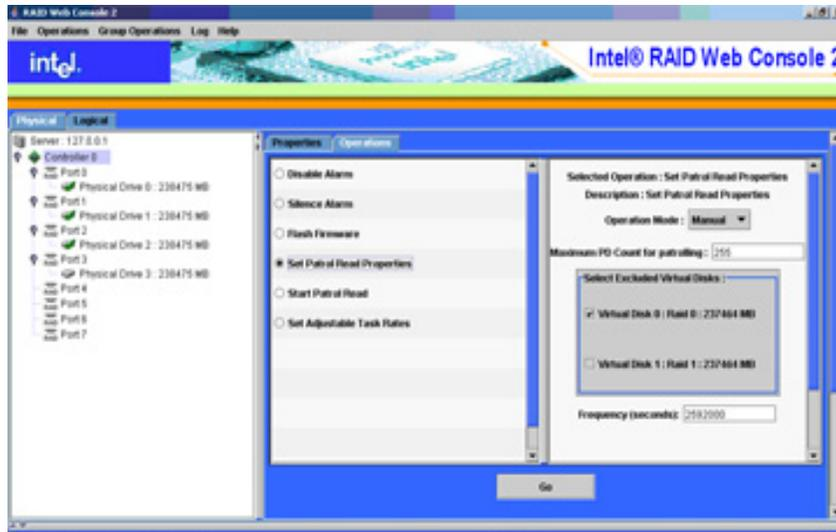 RAID Web Console 2
File Operations Group Operations Log Help
intel.
Intel® RAID Web Console 2
Physical Logical
Server : 127.0.0.1
Controller 0
Port 0
Physical Drive 0 : 238475 MB
Port 1
Physical Drive 1 : 238475 MB
Port 2
Physical Drive 2 : 238475 MB
Port 3
Physical Drive 3 : 238475 MB
Port 4
Port 5
Port 6
Port 7
Properties Operations
Disable Alarm
Silence Alarm
Flash Firmware
Set Patrol Read Properties
Start Patrol Read
Set Adjustable Task Rates
Selected Operation : Set Patrol Read Properties
Description : Set Patrol Read Properties
Operation Mode : Manual
Maximum PD Count for patrolling : 255
Select Excluded Virtual Disks :
Virtual Disk 0 : Raid 0 : 237464 MB
Virtual Disk 1 : Raid 1 : 237464 MB
Frequency (seconds): 2592000
Go